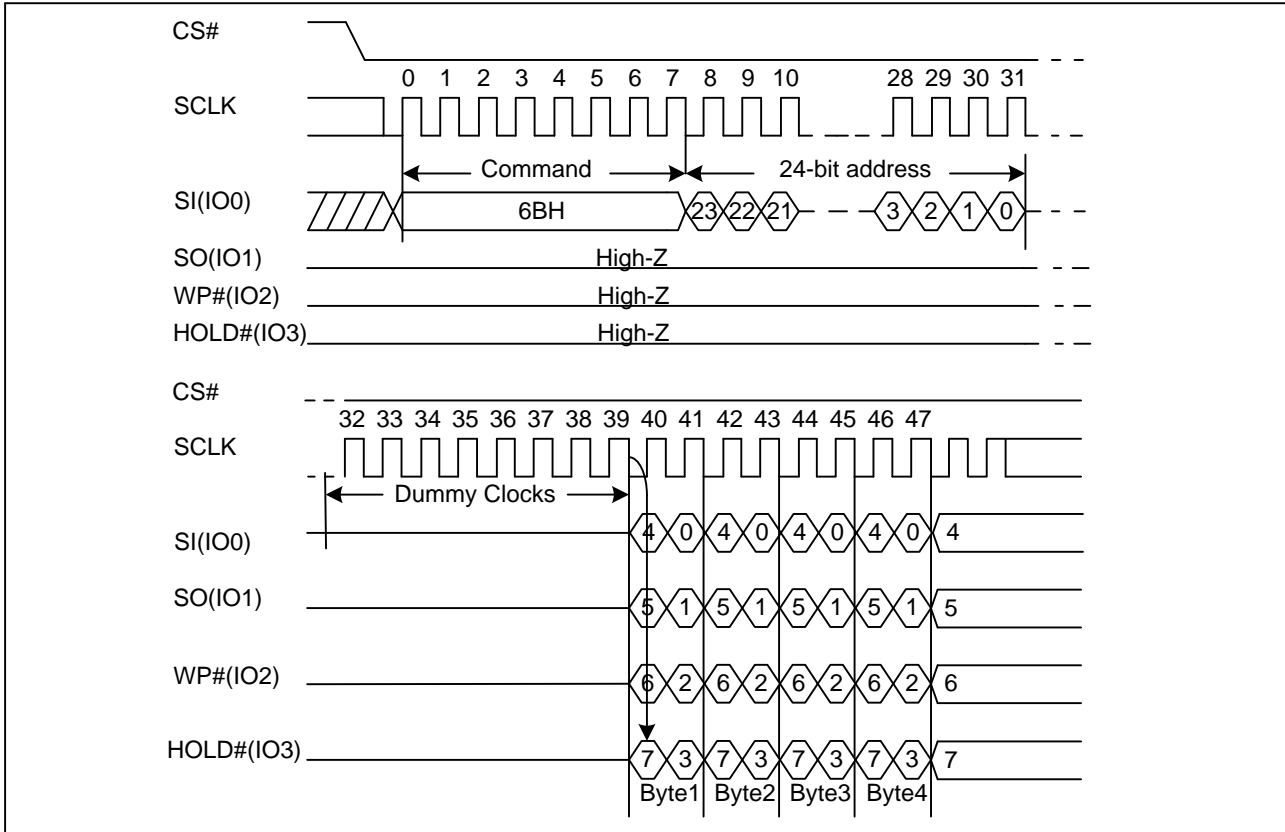 CS#
0 1 2 3 4 5 6 7 8 9 10 28 29 30 31
SCLK
Command 24-bit address
SI(IO0) 6BH 23 22 21 3 2 1 0
SO(IO1) High-Z
WP#(IO2) High-Z
HOLD#(IO3) High-Z
CS#
32 33 34 35 36 37 38 39 40 41 42 43 44 45 46 47
SCLK
Dummy Clocks
SI(IO0) 4 0 4 0 4 0 4 0 4
SO(IO1) 5 1 5 1 5 1 5 1 5
WP#(IO2) 6 2 6 2 6 2 6 2 6
HOLD#(IO3) 7 3 7 3 7 3 7 3 7
Byte1 Byte2 Byte3 Byte4